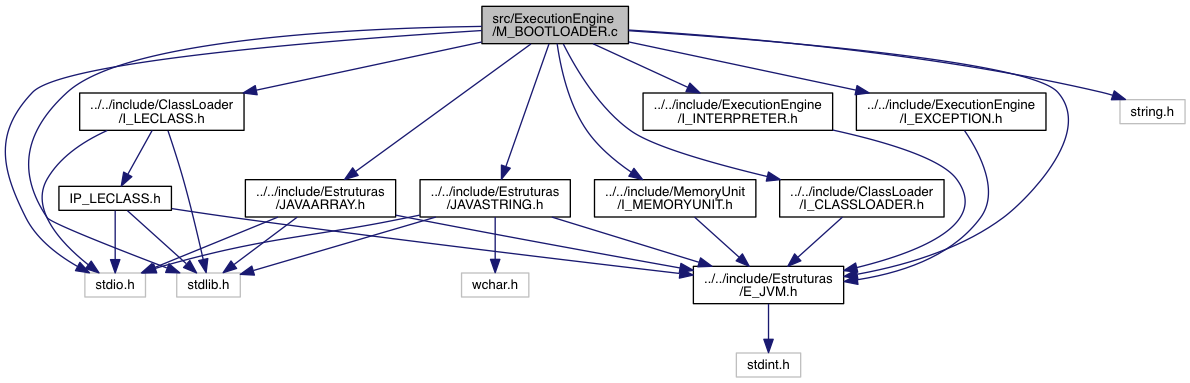 src/ExecutionEngine
/M_BOOTLOADER.c
../../include/ClassLoader
/I_LECLASS.h
../../include/ExecutionEngine
/I_INTERPRETER.h
../../include/ExecutionEngine
/I_EXCEPTION.h
string.h
IP_LECLASS.h
../../include/Estruturas
/JAVAARRAY.h
../../include/Estruturas
/JAVASTRING.h
../../include/MemoryUnit
/I_MEMORYUNIT.h
../../include/ClassLoader
/I_CLASSLOADER.h
stdio.h
stdlib.h
wchar.h
../../include/Estruturas
/E_JVM.h
stdint.h